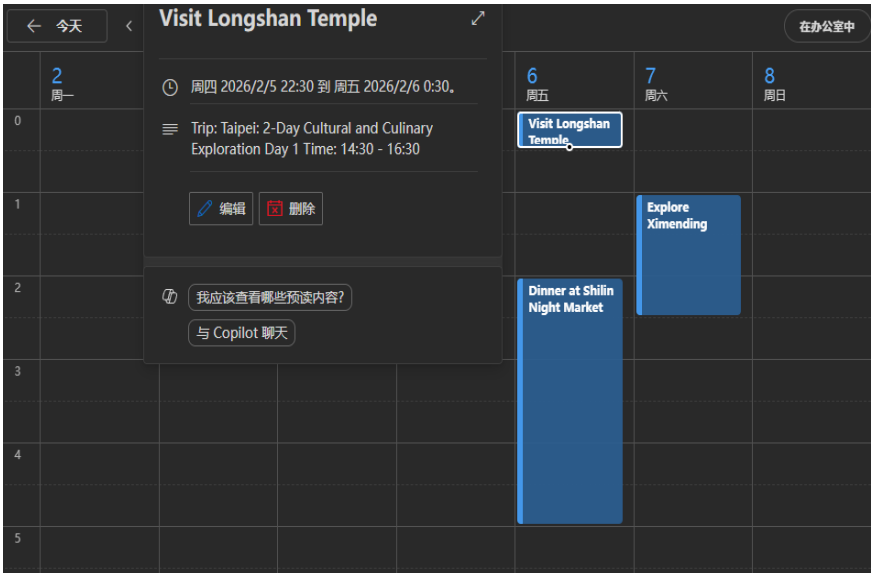 今天
Visit Longshan Temple
在办公室中
2
周一
6
周五
7
周六
8
周日
周四 2026/2/5 22:30 到 周五 2026/2/6 0:30。
Trip: Taipei: 2-Day Cultural and Culinary
Exploration Day 1 Time: 14:30 - 16:30
编辑
删除
我应该查看哪些预读内容?
与 Copilot 聊天
0
Visit Longshan
Temple
1
Explore
Ximending
2
Dinner at Shilin
Night Market
3
4
5